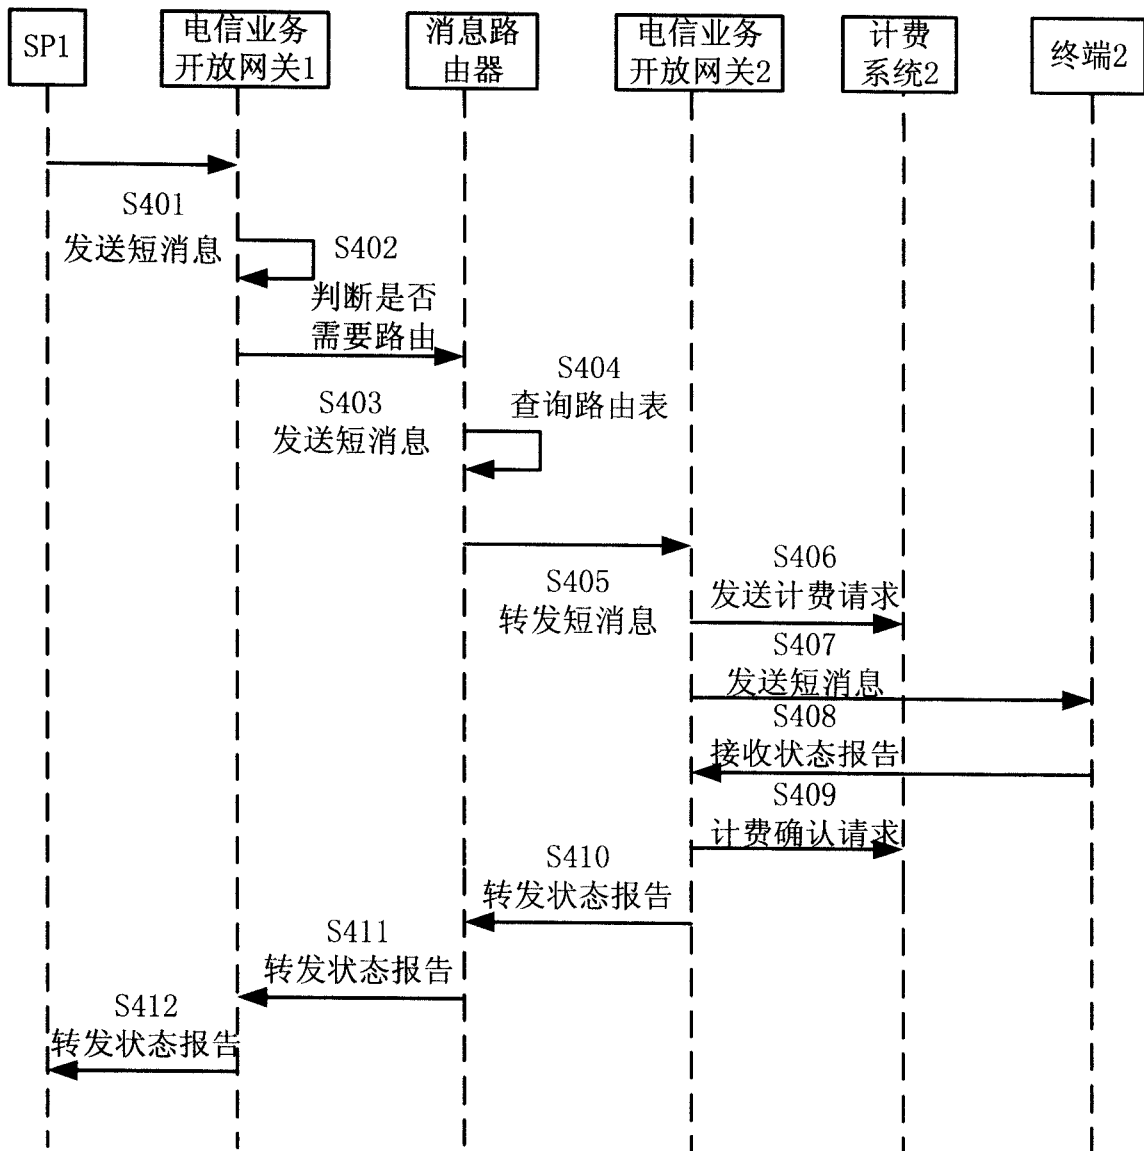 SP1
电信业务
开放网关1
消息路
由器
电信业务
开放网关2
计费
系统2
终端2
S401
发送短消息
S402
判断是否
需要路由
S403
发送短消息
S404
查询路由表
S405
转发短消息
S406
发送计费请求
S407
发送短消息
S408
接收状态报告
S409
计费确认请求
S410
转发状态报告
S411
转发状态报告
S412
转发状态报告